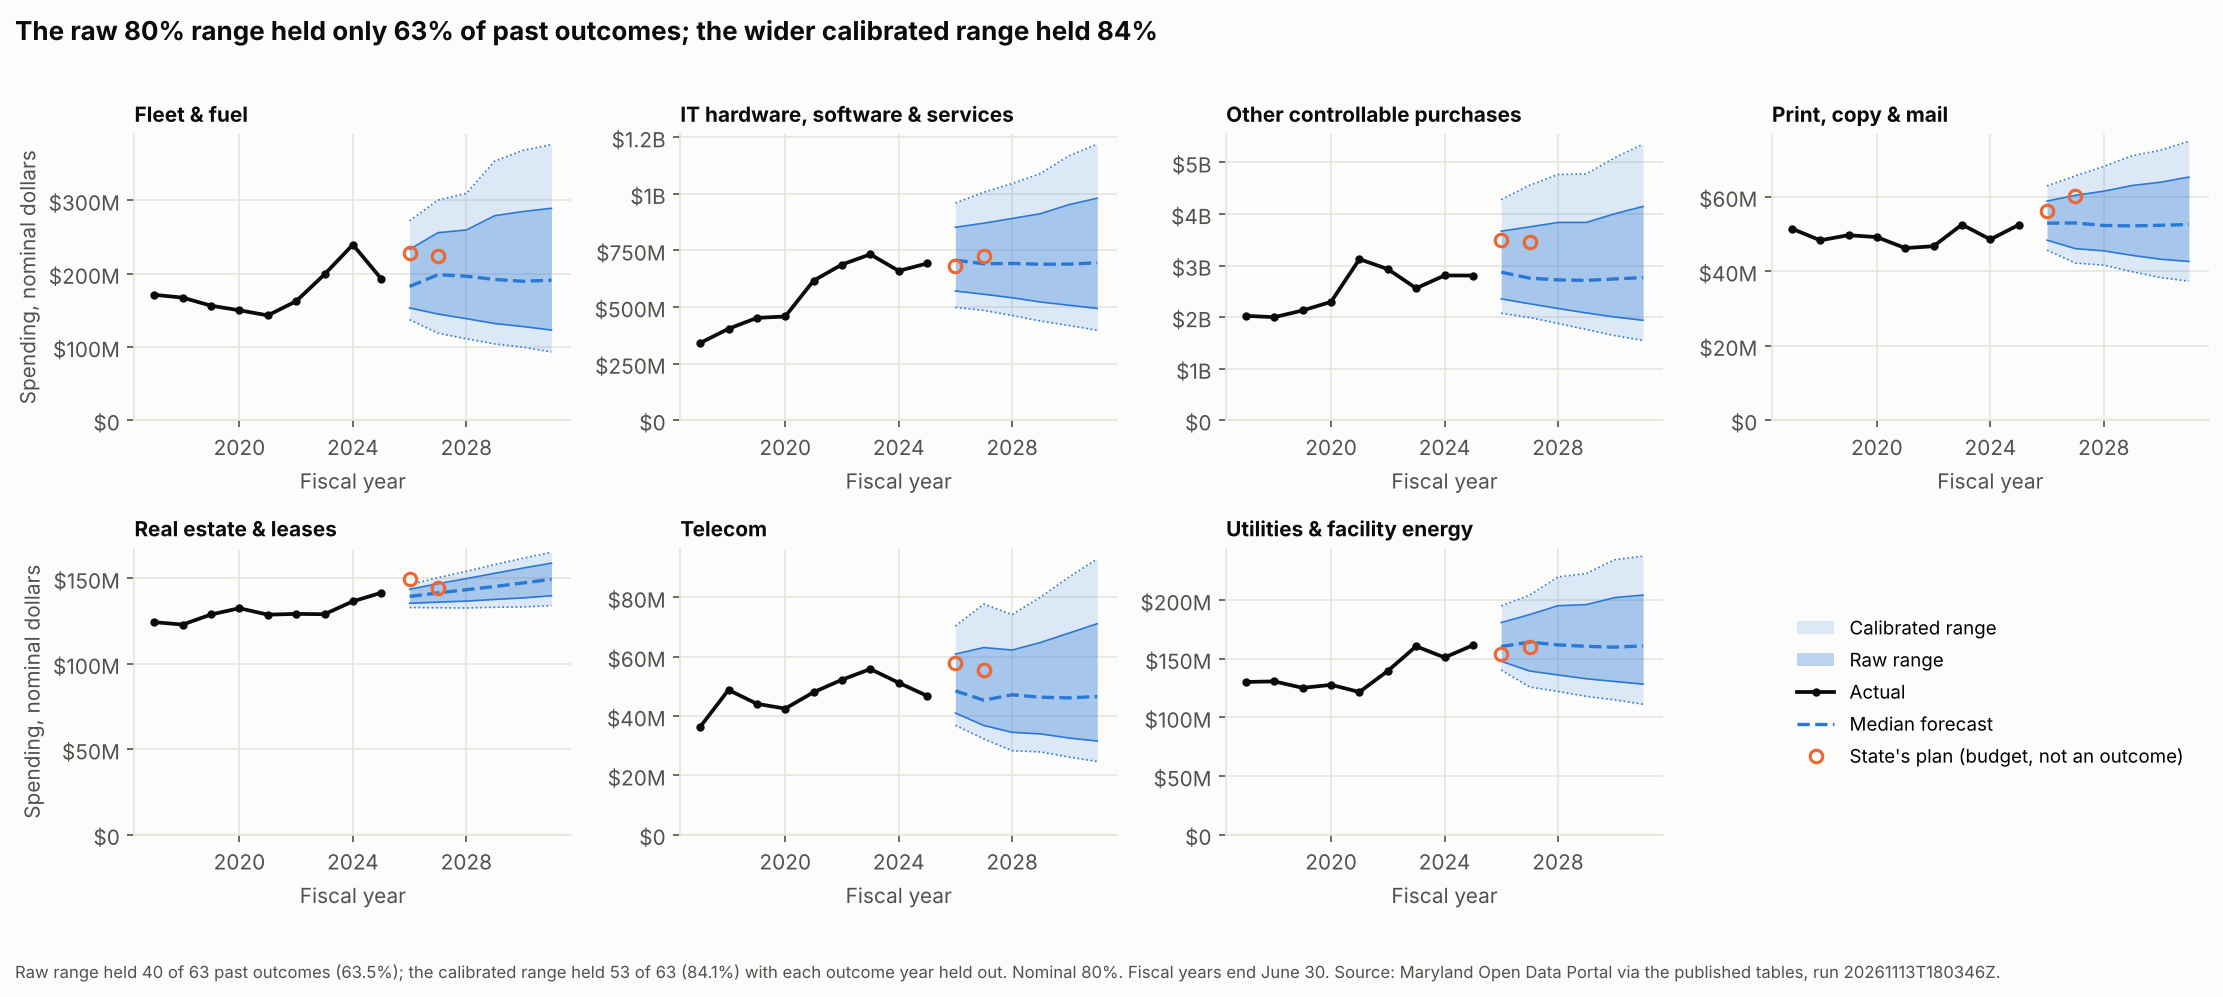 The raw 80% range held only 63% of past outcomes; the wider calibrated range held 84%
Fleet & fuel
Spending, nominal dollars
$300M
$200M
$100M
$0
2020 2024 2028
Fiscal year
IT hardware, software & services
$1.2B
$1B
$750M
$500M
$250M
$0
2020 2024 2028
Fiscal year
Other controllable purchases
$5B
$4B
$3B
$2B
$1B
$0
2020 2024 2028
Fiscal year
Print, copy & mail
$60M
$40M
$20M
$0
2020 2024 2028
Fiscal year
Real estate & leases
Spending, nominal dollars
$150M
$100M
$50M
$0
2020 2024 2028
Fiscal year
Telecom
$80M
$60M
$40M
$20M
$0
2020 2024 2028
Fiscal year
Utilities & facility energy
$200M
$150M
$100M
$50M
$0
2020 2024 2028
Fiscal year
Calibrated range
Raw range
Actual
Median forecast
State's plan (budget, not an outcome)
Raw range held 40 of 63 past outcomes (63.5%); the calibrated range held 53 of 63 (84.1%) with each outcome year held out. Nominal 80%. Fiscal years end June 30. Source: Maryland Open Data Portal via the published tables, run 20261113T180346Z.